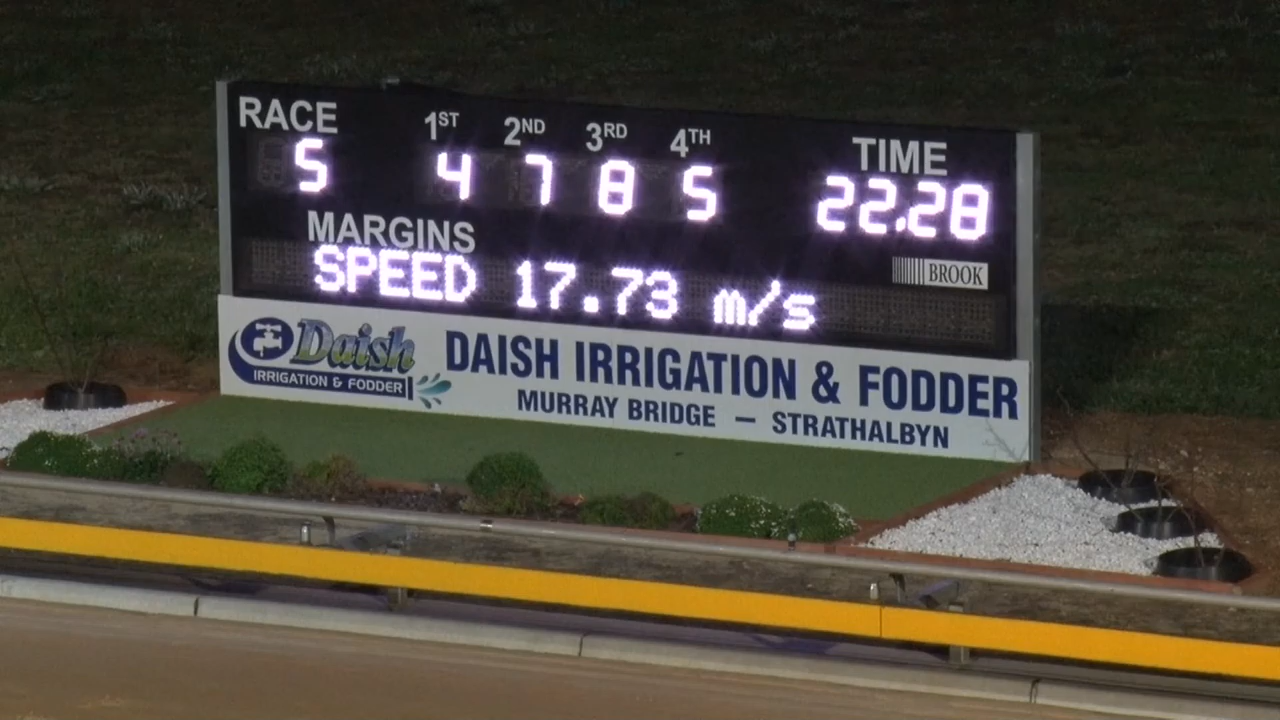 RACE 1ST 2ND 3RD 4TH TIME
5 4 7 8 5 22.28
MARGINS
SPEED 17.73 m/s
BROOK
Daish
IRRIGATION & FODDER
DAISH IRRIGATION & FODDER
MURRAY BRIDGE – STRATHALBYN